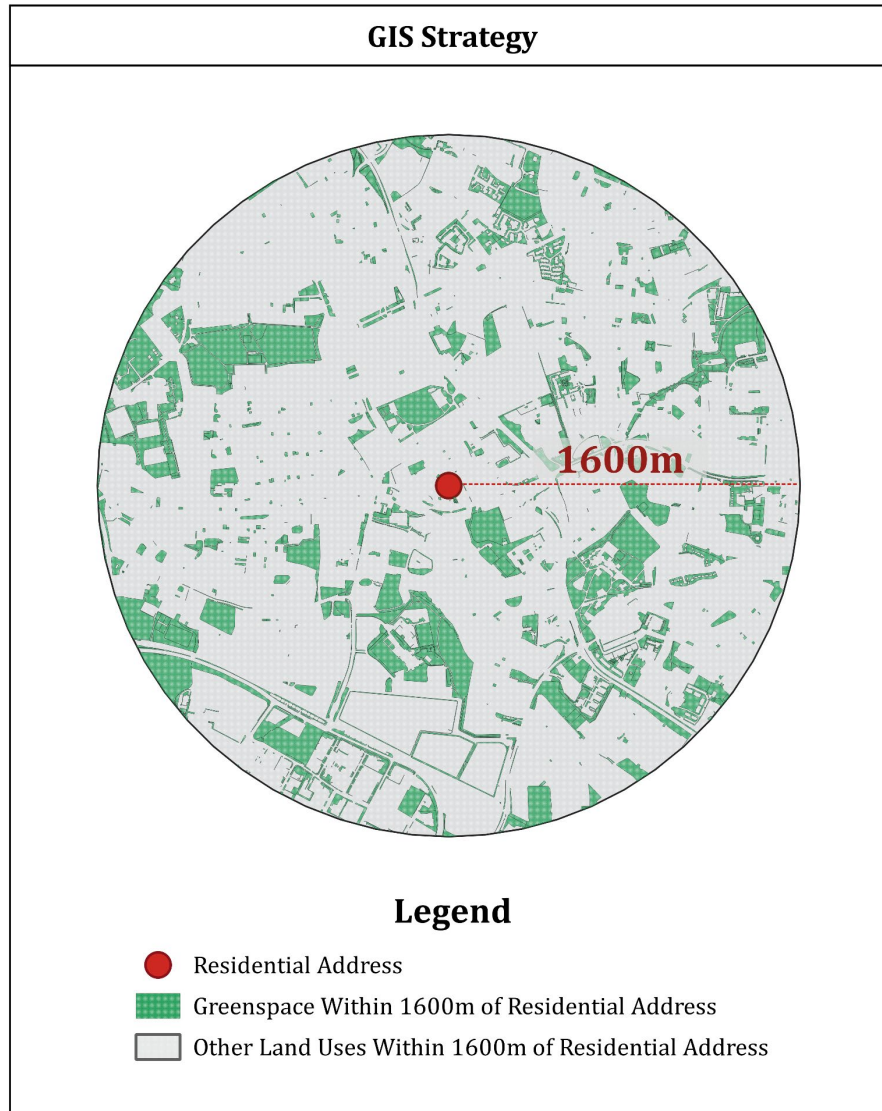 GIS Strategy
1600m
Legend
Residential Address
Greenspace Within 1600m of Residential Address
Other Land Uses Within 1600m of Residential Address